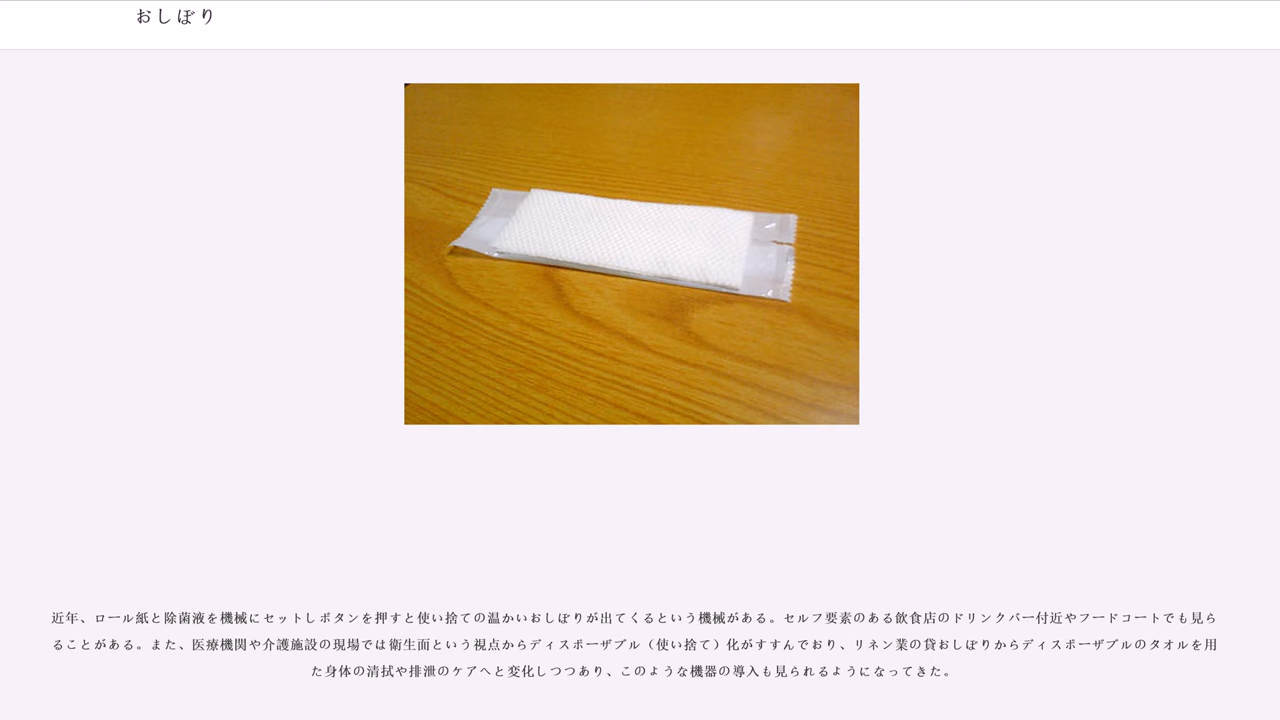 おしぼり
近年、ロール紙と除菌液を機械にセットしボタンを押すと使い捨ての温かいおしぼりが出てくるという機械がある。セルフ要素のある飲食店のドリンクバー付近やフードコートでも見ら
ることがある。また、医療機関や介護施設の現場では衛生面という視点からディスポーザブル（使い捨て）化がすすんでおり、リネン業の貸おしぼりからディスポーザブルのタオルを用
た身体の清拭や排泄のケアへと変化しつつあり、このような機器の導入も見られるようになってきた。